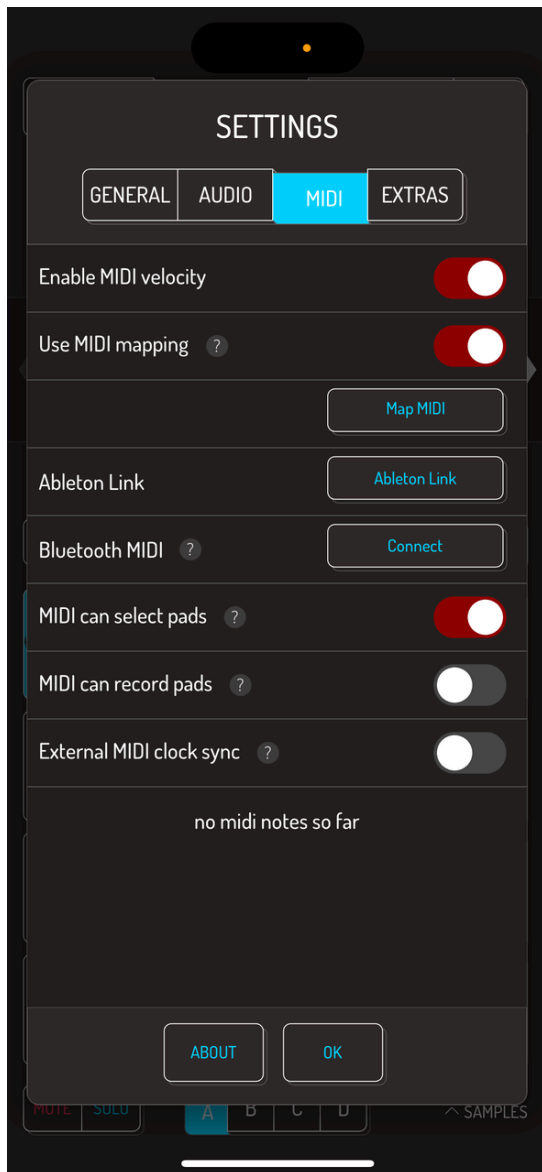 SETTINGS
GENERAL AUDIO MIDI EXTRAS
Enable MIDI velocity
Use MIDI mapping ?
Map MIDI
Ableton Link Ableton Link
Bluetooth MIDI ? Connect
MIDI can select pads ?
MIDI can record pads ?
External MIDI clock sync ?
no midi notes so far
ABOUT OK
MUTE SOLO A B C D SAMPLES